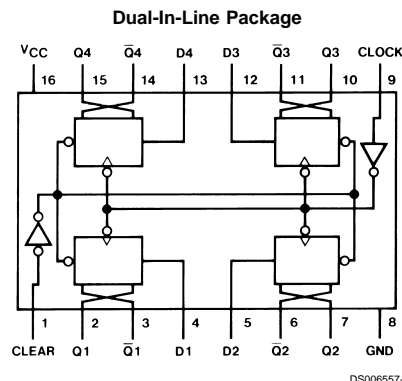 Dual-In-Line Package
VCC Q4 Q̅4 D4 D3 Q̅3 Q3 CLOCK
16 15 14 13 12 11 10 9
1 2 3 4 5 6 7 8
CLEAR Q1 Q̅1 D1 D2 Q̅2 Q2 GND
DS006557-